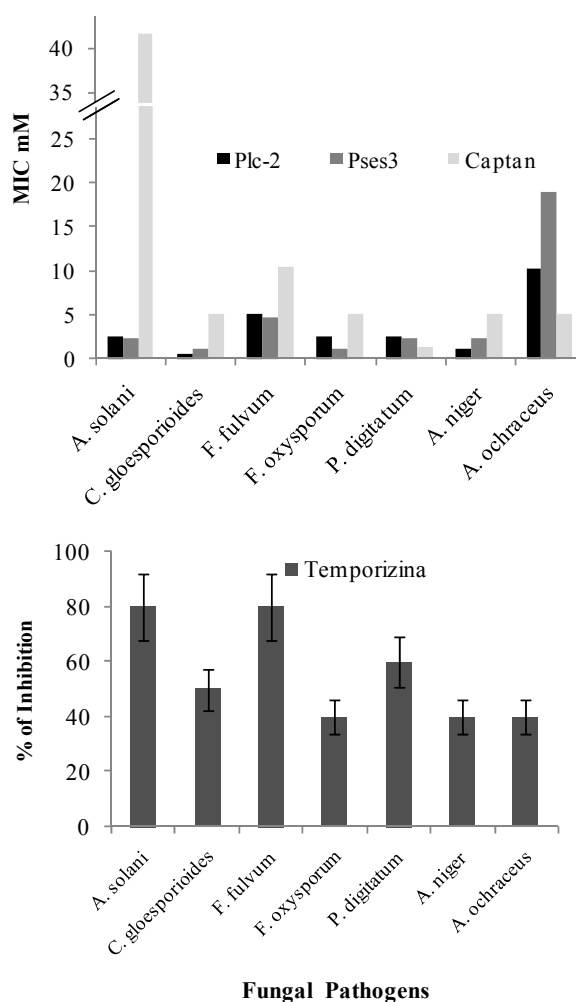 MIC mM
40
35
25
20
15
10
5
0
Plc-2 Pses3 Captan
A. solani
C. gloesporioides
F. fulvum
F. oxysporum
P. digitatum
A. niger
A. ochraceus
% of Inhibition
100
80
60
40
20
0
Temporizina
A. solani
C. gloesporioides
F. fulvum
F. oxysporum
P. digitatum
A. niger
A. ochraceus
Fungal Pathogens